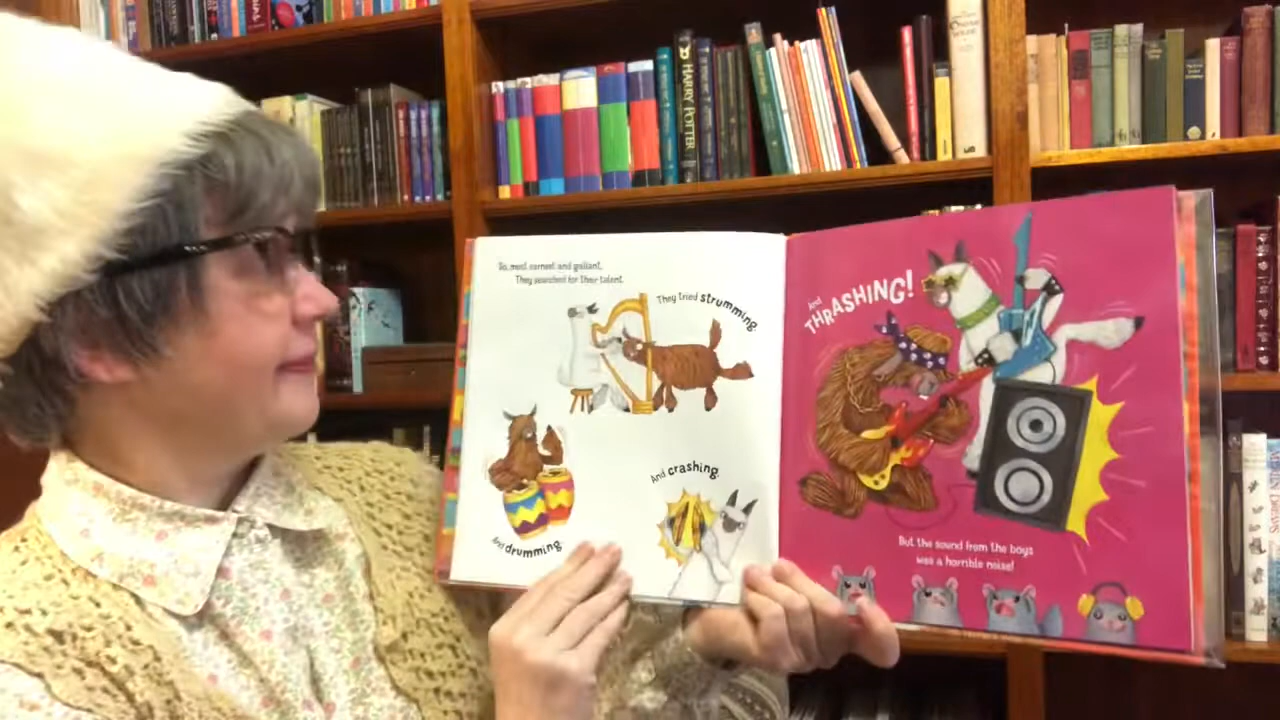 So, most earnest and gallant,
They searched for their talent.
They tried strumming,
And drumming,
And crashing,
And
THRASHING!
But the sound from the boys
was a horrible noise!
HARRY POTTER